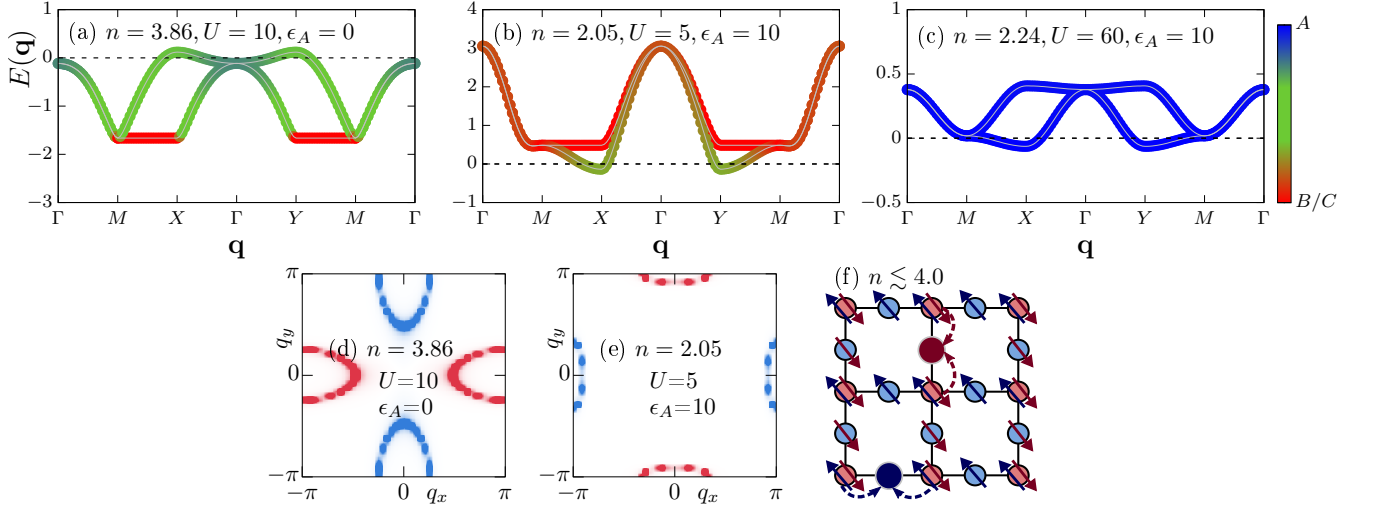 (a) n = 3.86, U = 10, ϵ_A = 0
E(q)
1
0
−1
−2
−3
Γ M X Γ Y M Γ
q
(b) n = 2.05, U = 5, ϵ_A = 10
4
3
2
1
0
−1
Γ M X Γ Y M Γ
q
(c) n = 2.24, U = 60, ϵ_A = 10
1
0.5
0
−0.5
Γ M X Γ Y M Γ
q
A
B/C
(d) n = 3.86
U=10
ϵ_A=0
q_y
π
0
−π
−π 0 q_x π
(e) n = 2.05
U=5
ϵ_A=10
q_y
π
0
−π
−π 0 q_x π
(f) n ≲ 4.0